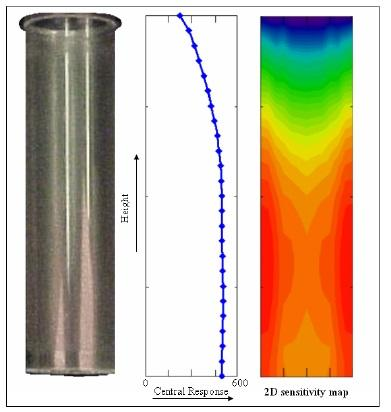 Height
0
600
Central Response
2D sensitivity map